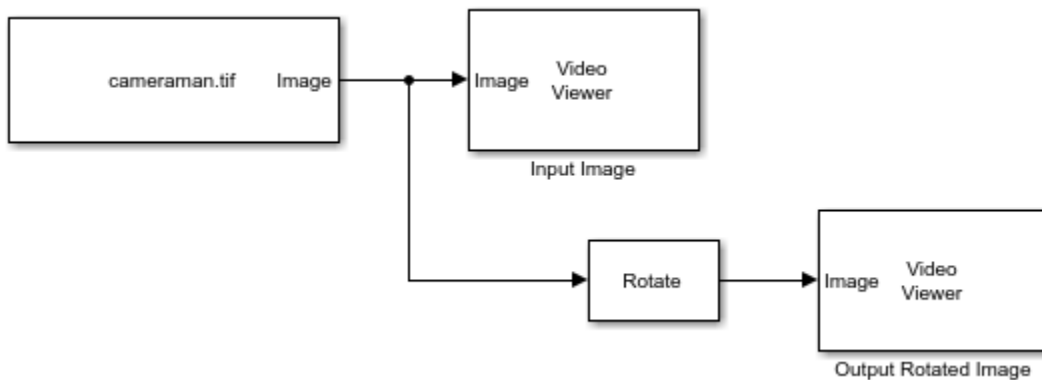 cameraman.tif
Image
Image
Video
Viewer
Input Image
Rotate
Image
Video
Viewer
Output Rotated Image